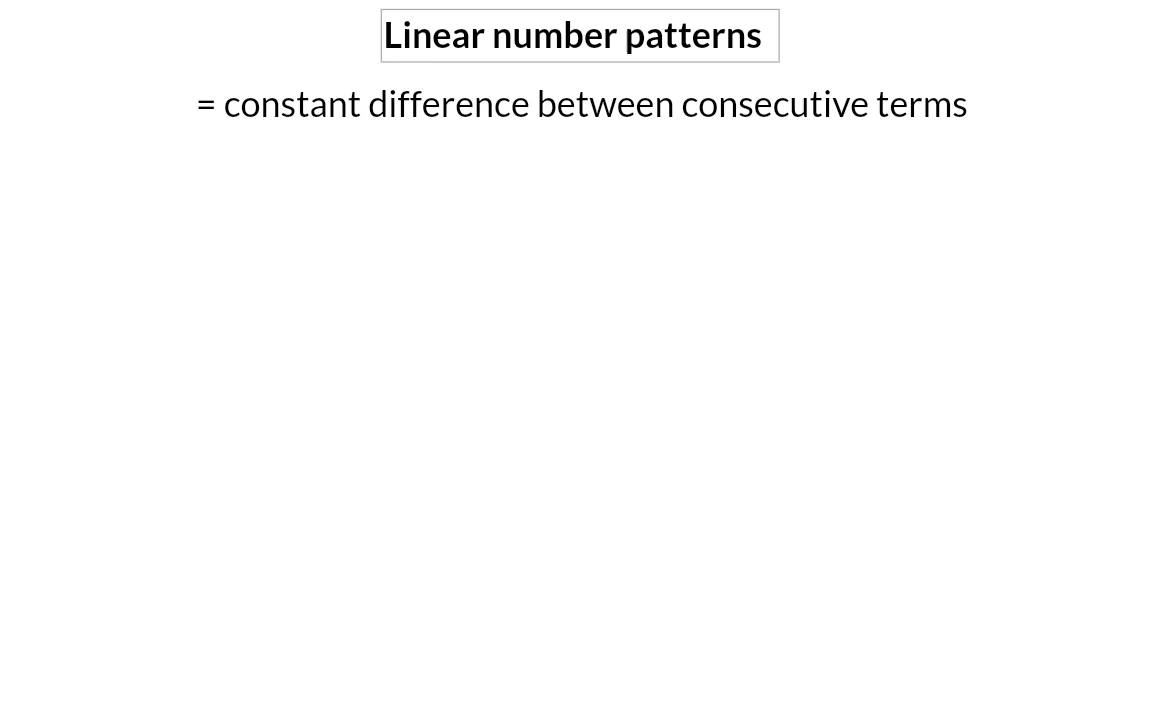 Linear number patterns
= constant difference between consecutive terms